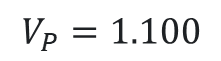 V_P = 1.100